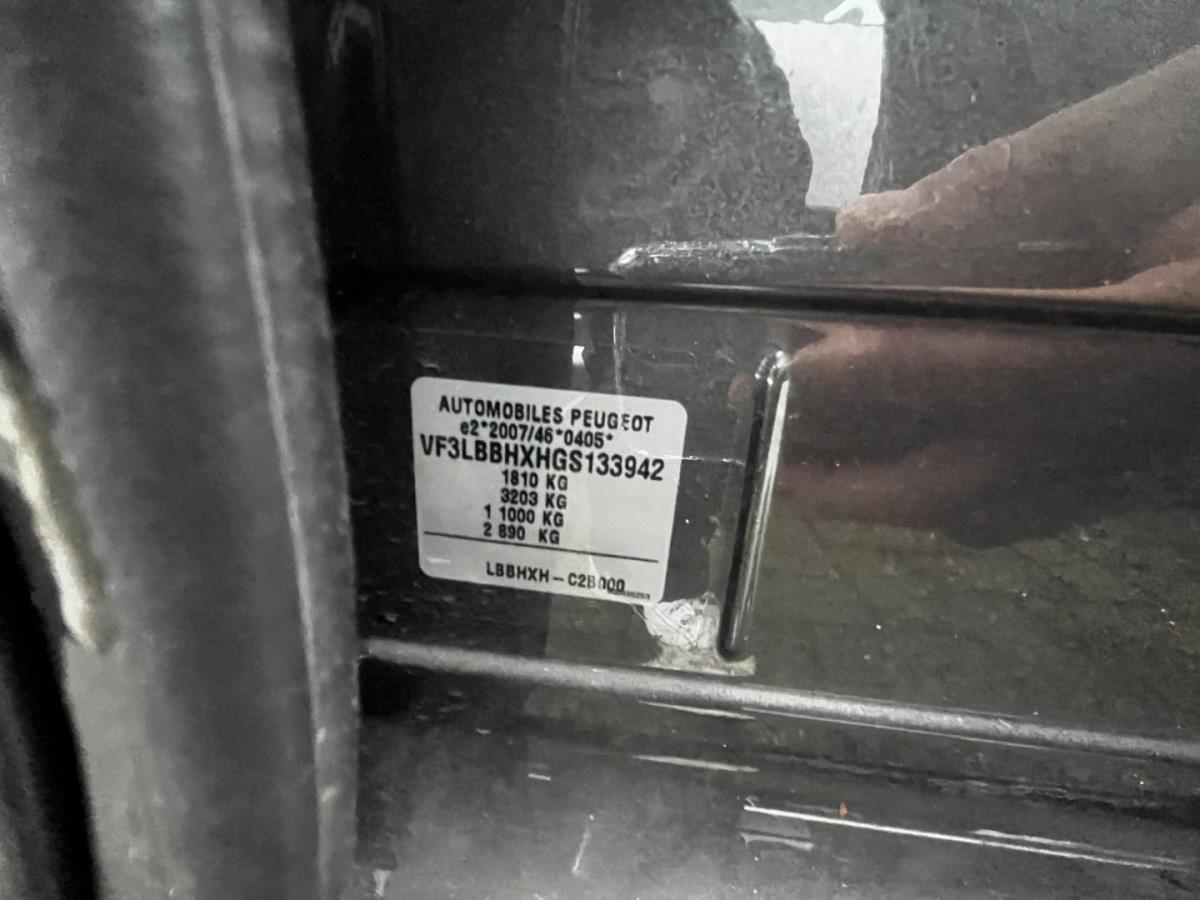 AUTOMOBILES PEUGEOT
e2*2007/46*0405*
VF3LBBHXHGS133942
1810 KG
3203 KG
1 1000 KG
2 890 KG
LBBHXH-C2B000